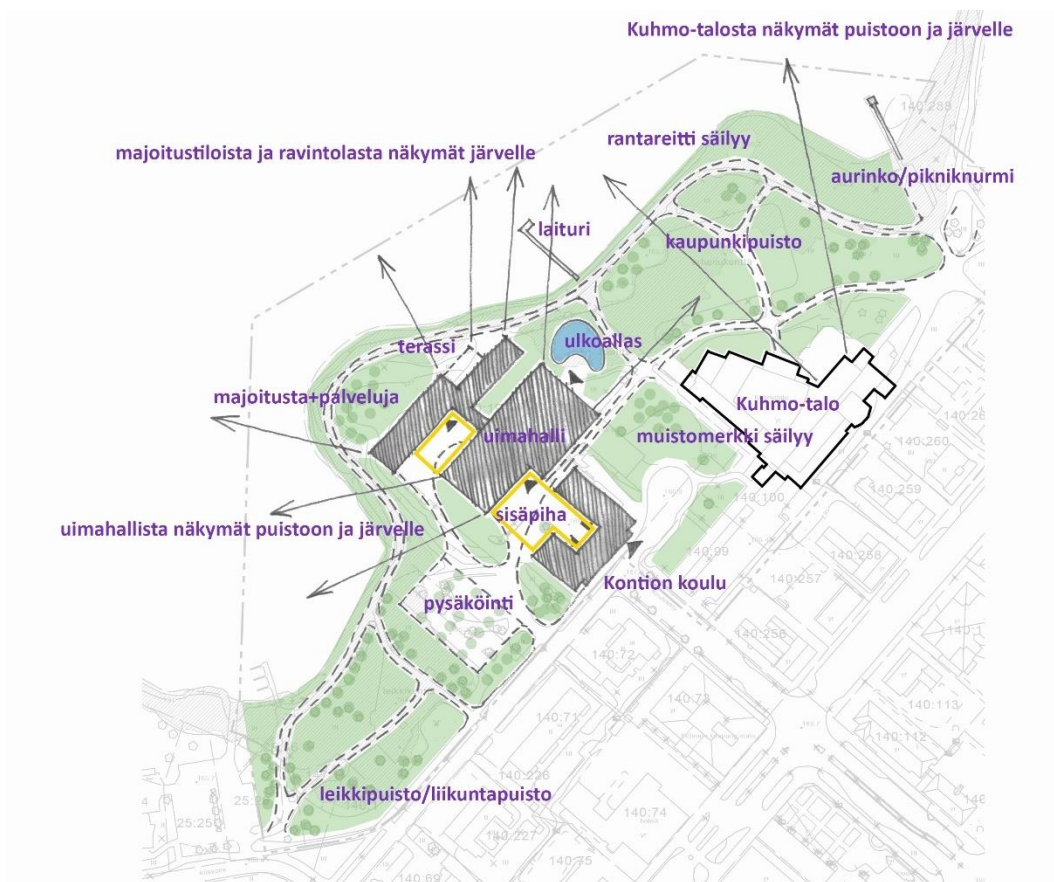 Kuhmo-talosta näkymät puistoon ja järvelle
140:288
majoitustiloista ja ravintolasta näkymät järvelle
rantareitti säilyy
aurinko/pikniknurmi
laituri
kaupunkipuisto
terassi
ulkoallas
majoitusta+palveluja
Kuhmo-talo
uimahalli
muistomerkki säilyy
140:260
140:259
140:100
uimahallista näkymät puistoon ja järvelle
sisäpiha
140:99
140:258
140:257
Kontion koulu
pysäköinti
140:256
140:72
140:73
140:113
140:71
140:112
140:226
leikkipuisto/liikuntapuisto
25:250
140:74
140:227
140:75
140:69